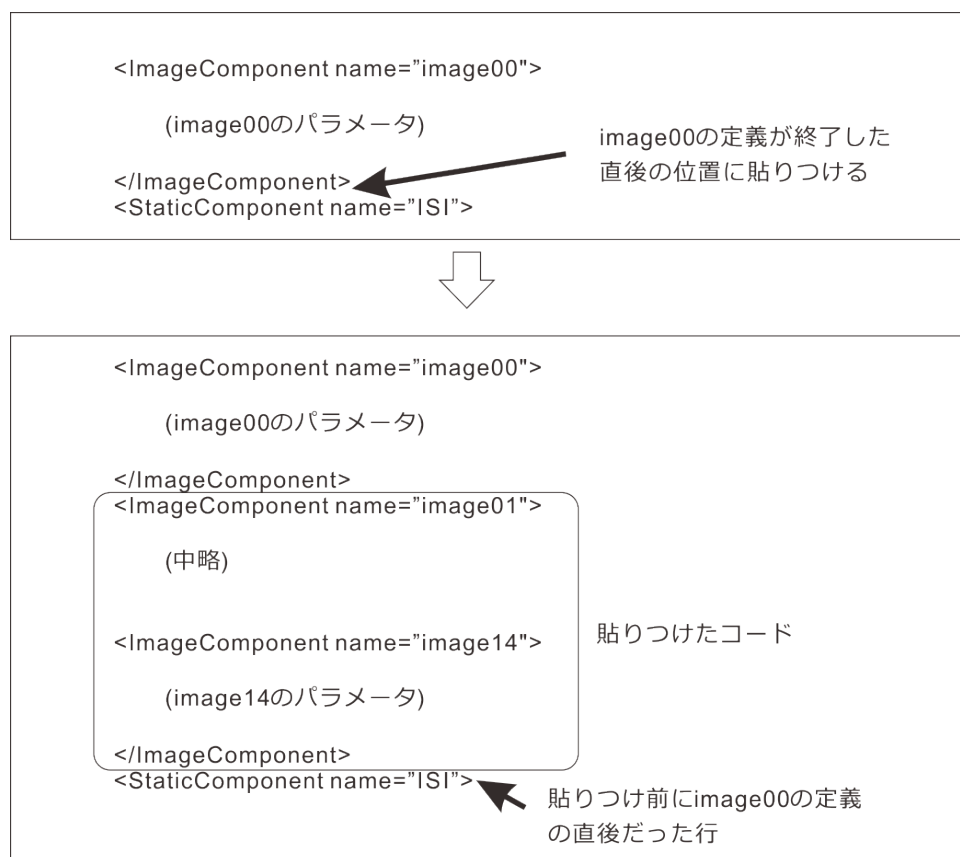 <ImageComponent name=”image00">
(image00のパラメータ)
image00の定義が終了した
直後の位置に貼りつける
</ImageComponent>
<StaticComponent name=”ISI”>
<ImageComponent name=”image00">
(image00のパラメータ)
</ImageComponent>
<ImageComponent name=”image01">
(中略)
<ImageComponent name=”image14">
貼りつけたコード
(image14のパラメータ)
</ImageComponent>
<StaticComponent name=”ISI”>
貼りつけ前にimage00の定義
の直後だった行